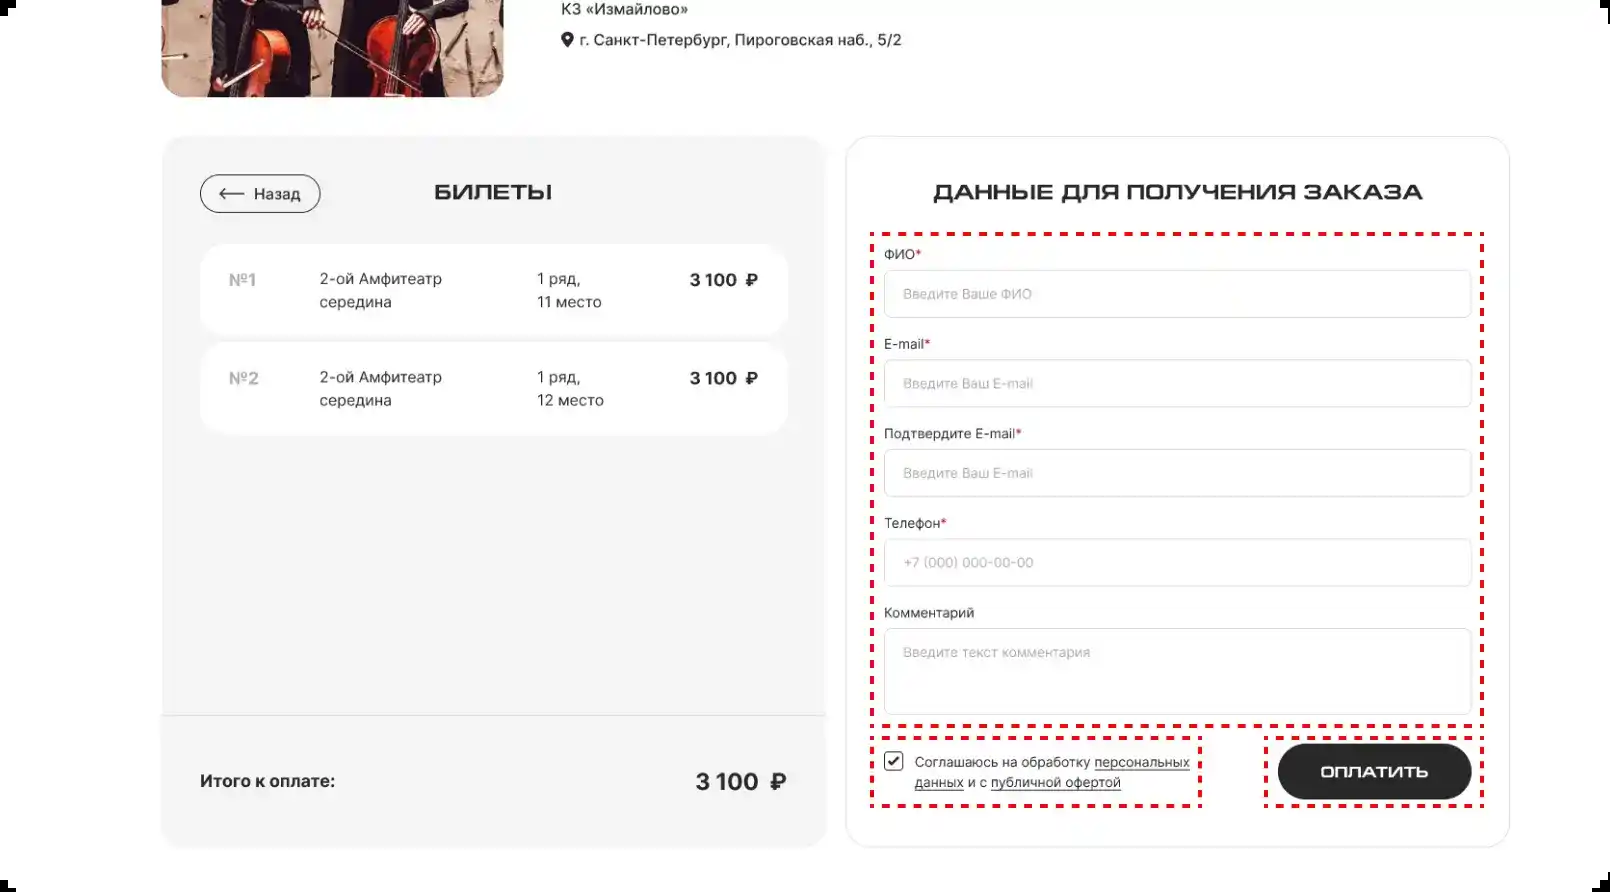 КЗ «Измайлово»
г. Санкт-Петербург, Пироговская наб., 5/2
Назад
БИЛЕТЫ
№1
2-ой Амфитеатр
середина
1 ряд,
11 место
3 100 ₽
№2
2-ой Амфитеатр
середина
1 ряд,
12 место
3 100 ₽
Итого к оплате:
3 100 ₽
ДАННЫЕ ДЛЯ ПОЛУЧЕНИЯ ЗАКАЗА
ФИО*
Введите Ваше ФИО
E-mail*
Введите Ваш E-mail
Подтвердите E-mail*
Введите Ваш E-mail
Телефон*
+7 (000) 000-00-00
Комментарий
Введите текст комментария
Соглашаюсь на обработку персональных
данных и с публичной офертой
ОПЛАТИТЬ